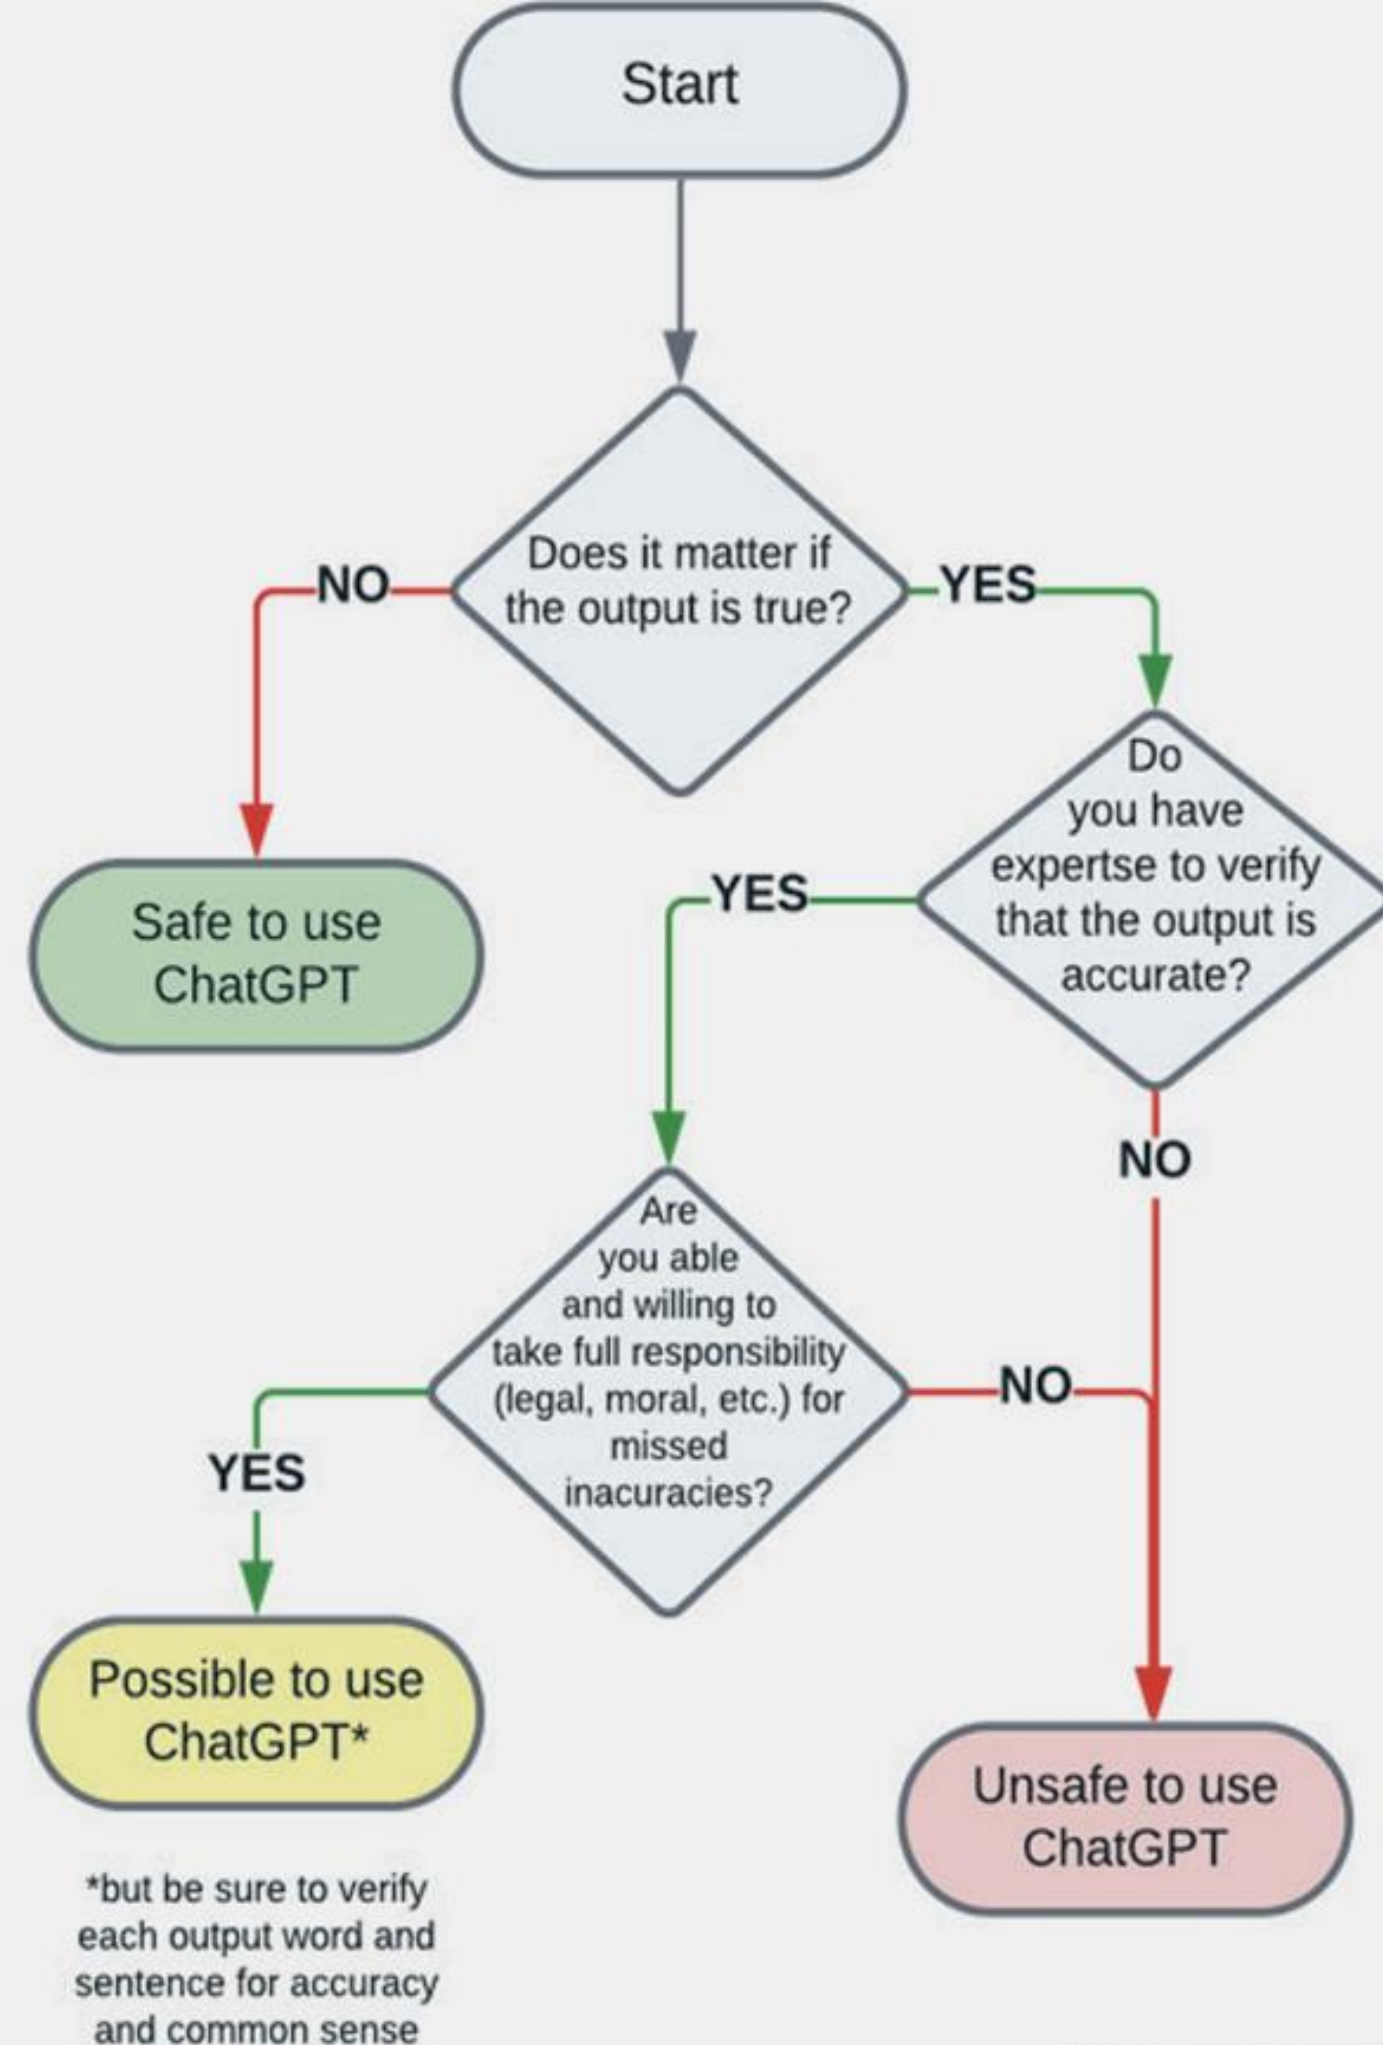 Start
Does it matter if
the output is true?
NO
YES
Do
you have
expertse to verify
that the output is
accurate?
Safe to use
ChatGPT
YES
NO
Are
you able
and willing to
take full responsibility
(legal, moral, etc.) for
missed
inacuracies?
NO
YES
Possible to use
ChatGPT*
Unsafe to use
ChatGPT
*but be sure to verify
each output word and
sentence for accuracy
and common sense